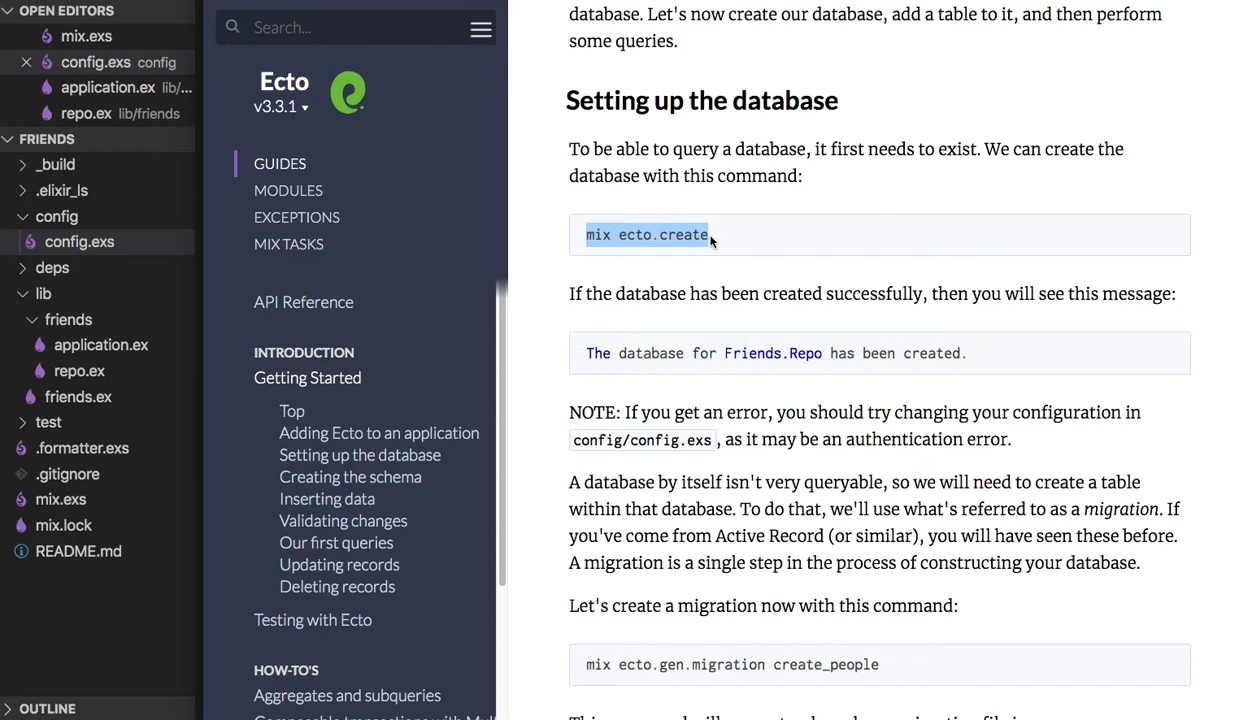 OPEN EDITORS
mix.exs
config.exs config
application.ex lib/...
repo.ex lib/friends
FRIENDS
_build
.elixir_ls
config
config.exs
deps
lib
friends
application.ex
repo.ex
friends.ex
test
.formatter.exs
.gitignore
mix.exs
mix.lock
README.md
OUTLINE
Search...
Ecto
v3.3.1
GUIDES
MODULES
EXCEPTIONS
MIX TASKS
API Reference
INTRODUCTION
Getting Started
Top
Adding Ecto to an application
Setting up the database
Creating the schema
Inserting data
Validating changes
Our first queries
Updating records
Deleting records
Testing with Ecto
HOW-TO'S
Aggregates and subqueries
database. Let's now create our database, add a table to it, and then perform
some queries.
Setting up the database
To be able to query a database, it first needs to exist. We can create the
database with this command:
mix ecto.create
If the database has been created successfully, then you will see this message:
The database for Friends.Repo has been created.
NOTE: If you get an error, you should try changing your configuration in
config/config.exs, as it may be an authentication error.
A database by itself isn't very queryable, so we will need to create a table
within that database. To do that, we'll use what's referred to as a migration. If
you've come from Active Record (or similar), you will have seen these before.
A migration is a single step in the process of constructing your database.
Let's create a migration now with this command:
mix ecto.gen.migration create_people